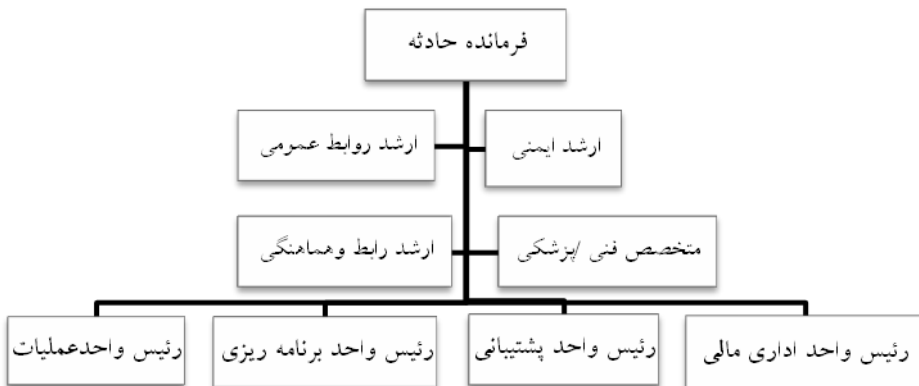 فرمانده حادثه
ارشد ایمنی
ارشد روابط عمومی
متخصص فنی /پزشکی
ارشد رابط وهماهنگی
رئیس واحد اداری مالی
رئیس واحد پشتیبانی
رئیس واحد برنامه ریزی
رئیس واحدعملیات